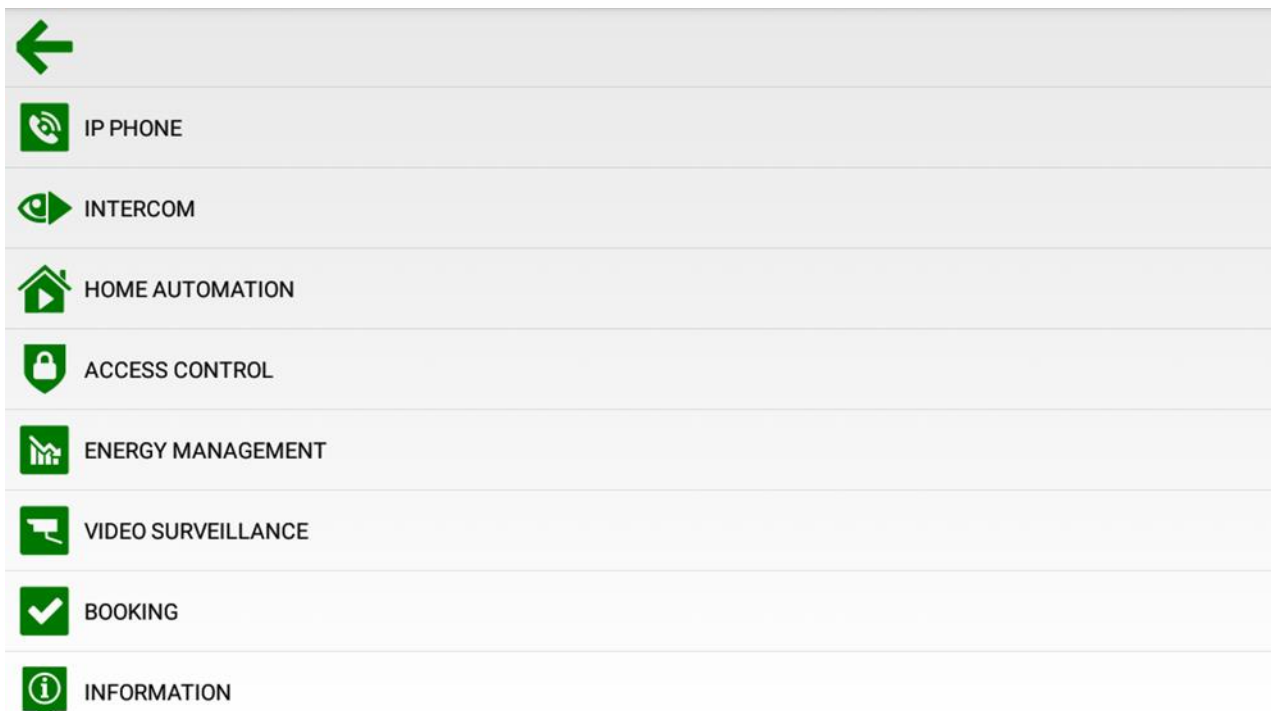 IP PHONE
INTERCOM
HOME AUTOMATION
ACCESS CONTROL
ENERGY MANAGEMENT
VIDEO SURVEILLANCE
BOOKING
INFORMATION